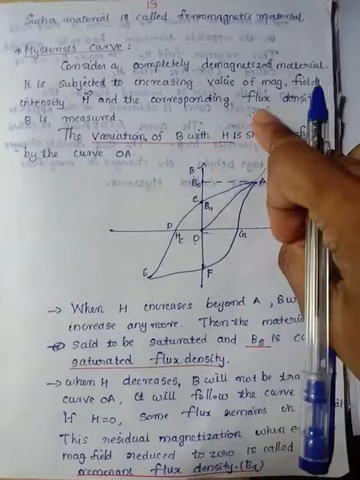 13
Such a material is called ferromagnetic material
→ Hysterisis Curve:
Consider a completely demagnetized material.
It is subjected to increasing value of mag. field
intensity H and the corresponding flux densi
B is measured.
The Variation of B with H is
by the curve OA
B
Bs
A
C
Br
D
Hc
O
G
E
F
→ When H increases beyond A, B w
increase any more. Then the materia
said to be saturated and Bs is c
saturated flux density.
→ when H decreases, B will not be tra
curve OA, it will follow the curve
If H=0, some flux remains in
This residual magnetization when
mag field reduced to zero is called
remenant flux density.(Br)